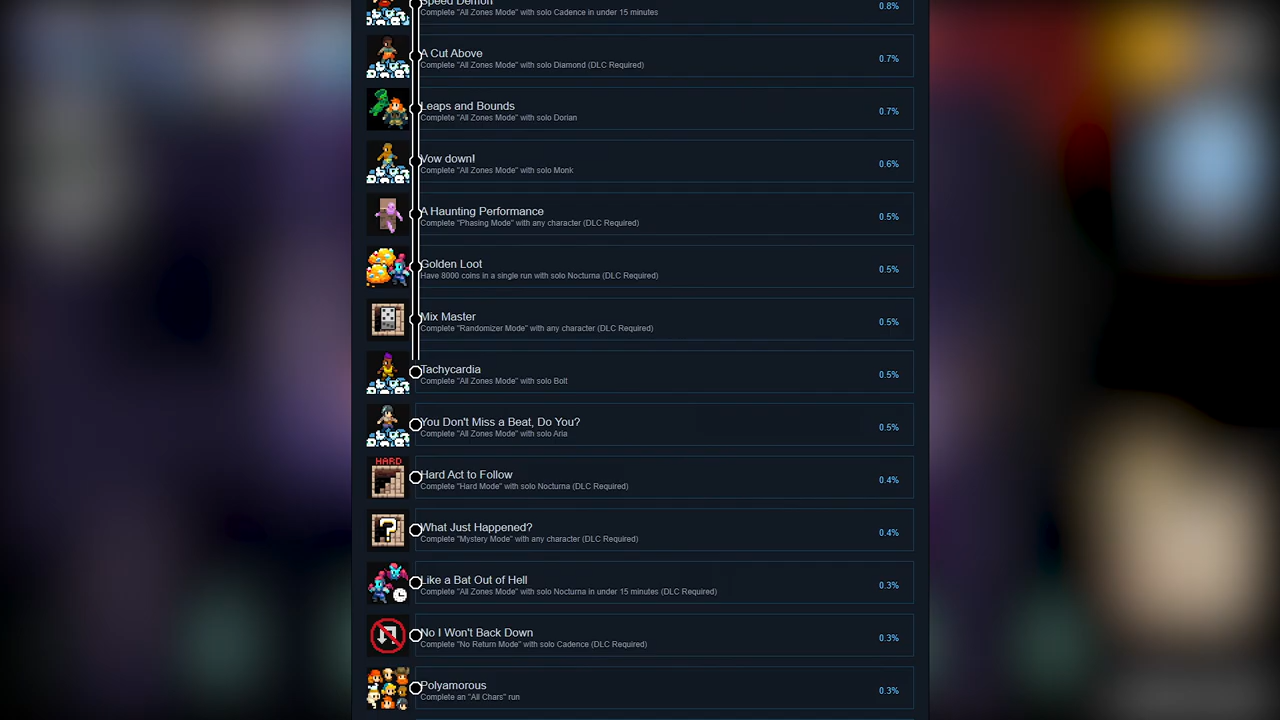 Speed Demon
Complete "All Zones Mode" with solo Cadence in under 15 minutes
0.8%
A Cut Above
Complete "All Zones Mode" with solo Diamond (DLC Required)
0.7%
Leaps and Bounds
Complete "All Zones Mode" with solo Dorian
0.7%
Vow down!
Complete "All Zones Mode" with solo Monk
0.6%
A Haunting Performance
Complete "Phasing Mode" with any character (DLC Required)
0.5%
Golden Loot
Have 8000 coins in a single run with solo Nocturna (DLC Required)
0.5%
Mix Master
Complete "Randomizer Mode" with any character (DLC Required)
0.5%
Tachycardia
Complete "All Zones Mode" with solo Bolt
0.5%
You Don't Miss a Beat, Do You?
Complete "All Zones Mode" with solo Aria
0.5%
HARD
Hard Act to Follow
Complete "Hard Mode" with solo Nocturna (DLC Required)
0.4%
?
What Just Happened?
Complete "Mystery Mode" with any character (DLC Required)
0.4%
Like a Bat Out of Hell
Complete "All Zones Mode" with solo Nocturna in under 15 minutes (DLC Required)
0.3%
No I Won't Back Down
Complete "No Return Mode" with solo Cadence (DLC Required)
0.3%
Polyamorous
Complete an "All Chars" run
0.3%